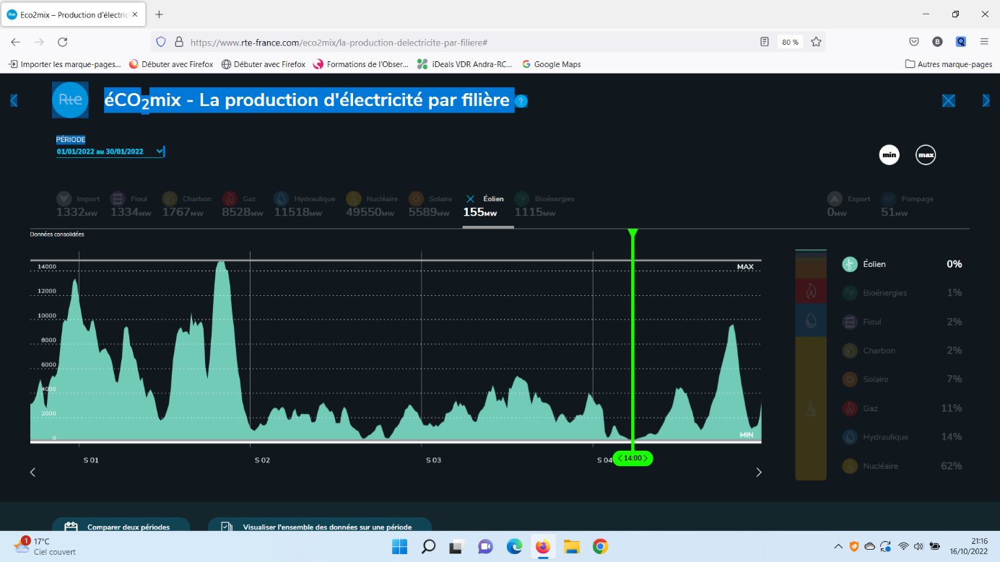 Rte Eco2mix – Production d'électric
https://www.rte-france.com/eco2mix/la-production-delectricite-par-filiere# 80 % B Q
Importer les marque-pages... Débuter avec Firefox Débuter avec Firefox Formations de l'Obser... iDeals VDR Andra-RC... Google Maps Autres marque-pages
Rte éCO2mix - La production d'électricité par filière ?
PÉRIODE
01/01/2022 au 30/01/2022
min max
Import Fioul Charbon Gaz Hydraulique Nucléaire Solaire Éolien Bioénergies Export Pompage
1332MW 1334MW 1767MW 8528MW 11518MW 49550MW 5589MW 155MW 1115MW 0MW 51MW
Données consolidées
MAX
14000
12000
10000
8000
6000
4000
2000
0
MIN
S 01 S 02 S 03 S 04 14:00
Éolien 0%
Bioénergies 1%
Fioul 2%
Charbon 2%
Solaire 7%
Gaz 11%
Hydraulique 14%
Nucléaire 62%
Comparer deux périodes Visualiser l'ensemble des données sur une période
1 17°C
Ciel couvert
21:16
16/10/2022